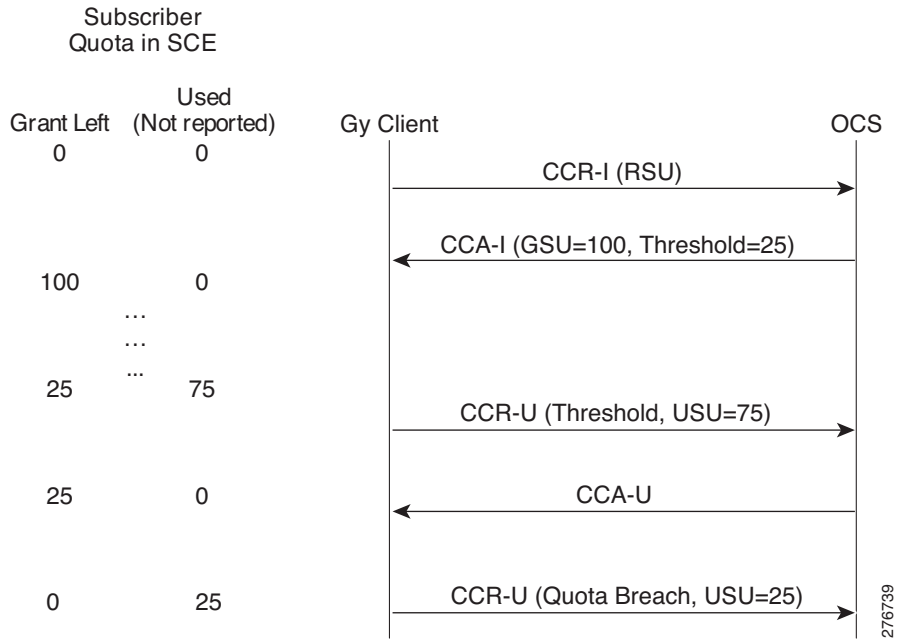 Subscriber
Quota in SCE
Used
Grant Left (Not reported) Gy Client OCS
0 0
CCR-I (RSU)
CCA-I (GSU=100, Threshold=25)
100 0
...
...
...
25 75
CCR-U (Threshold, USU=75)
25 0 CCA-U
0 25 CCR-U (Quota Breach, USU=25)
276739